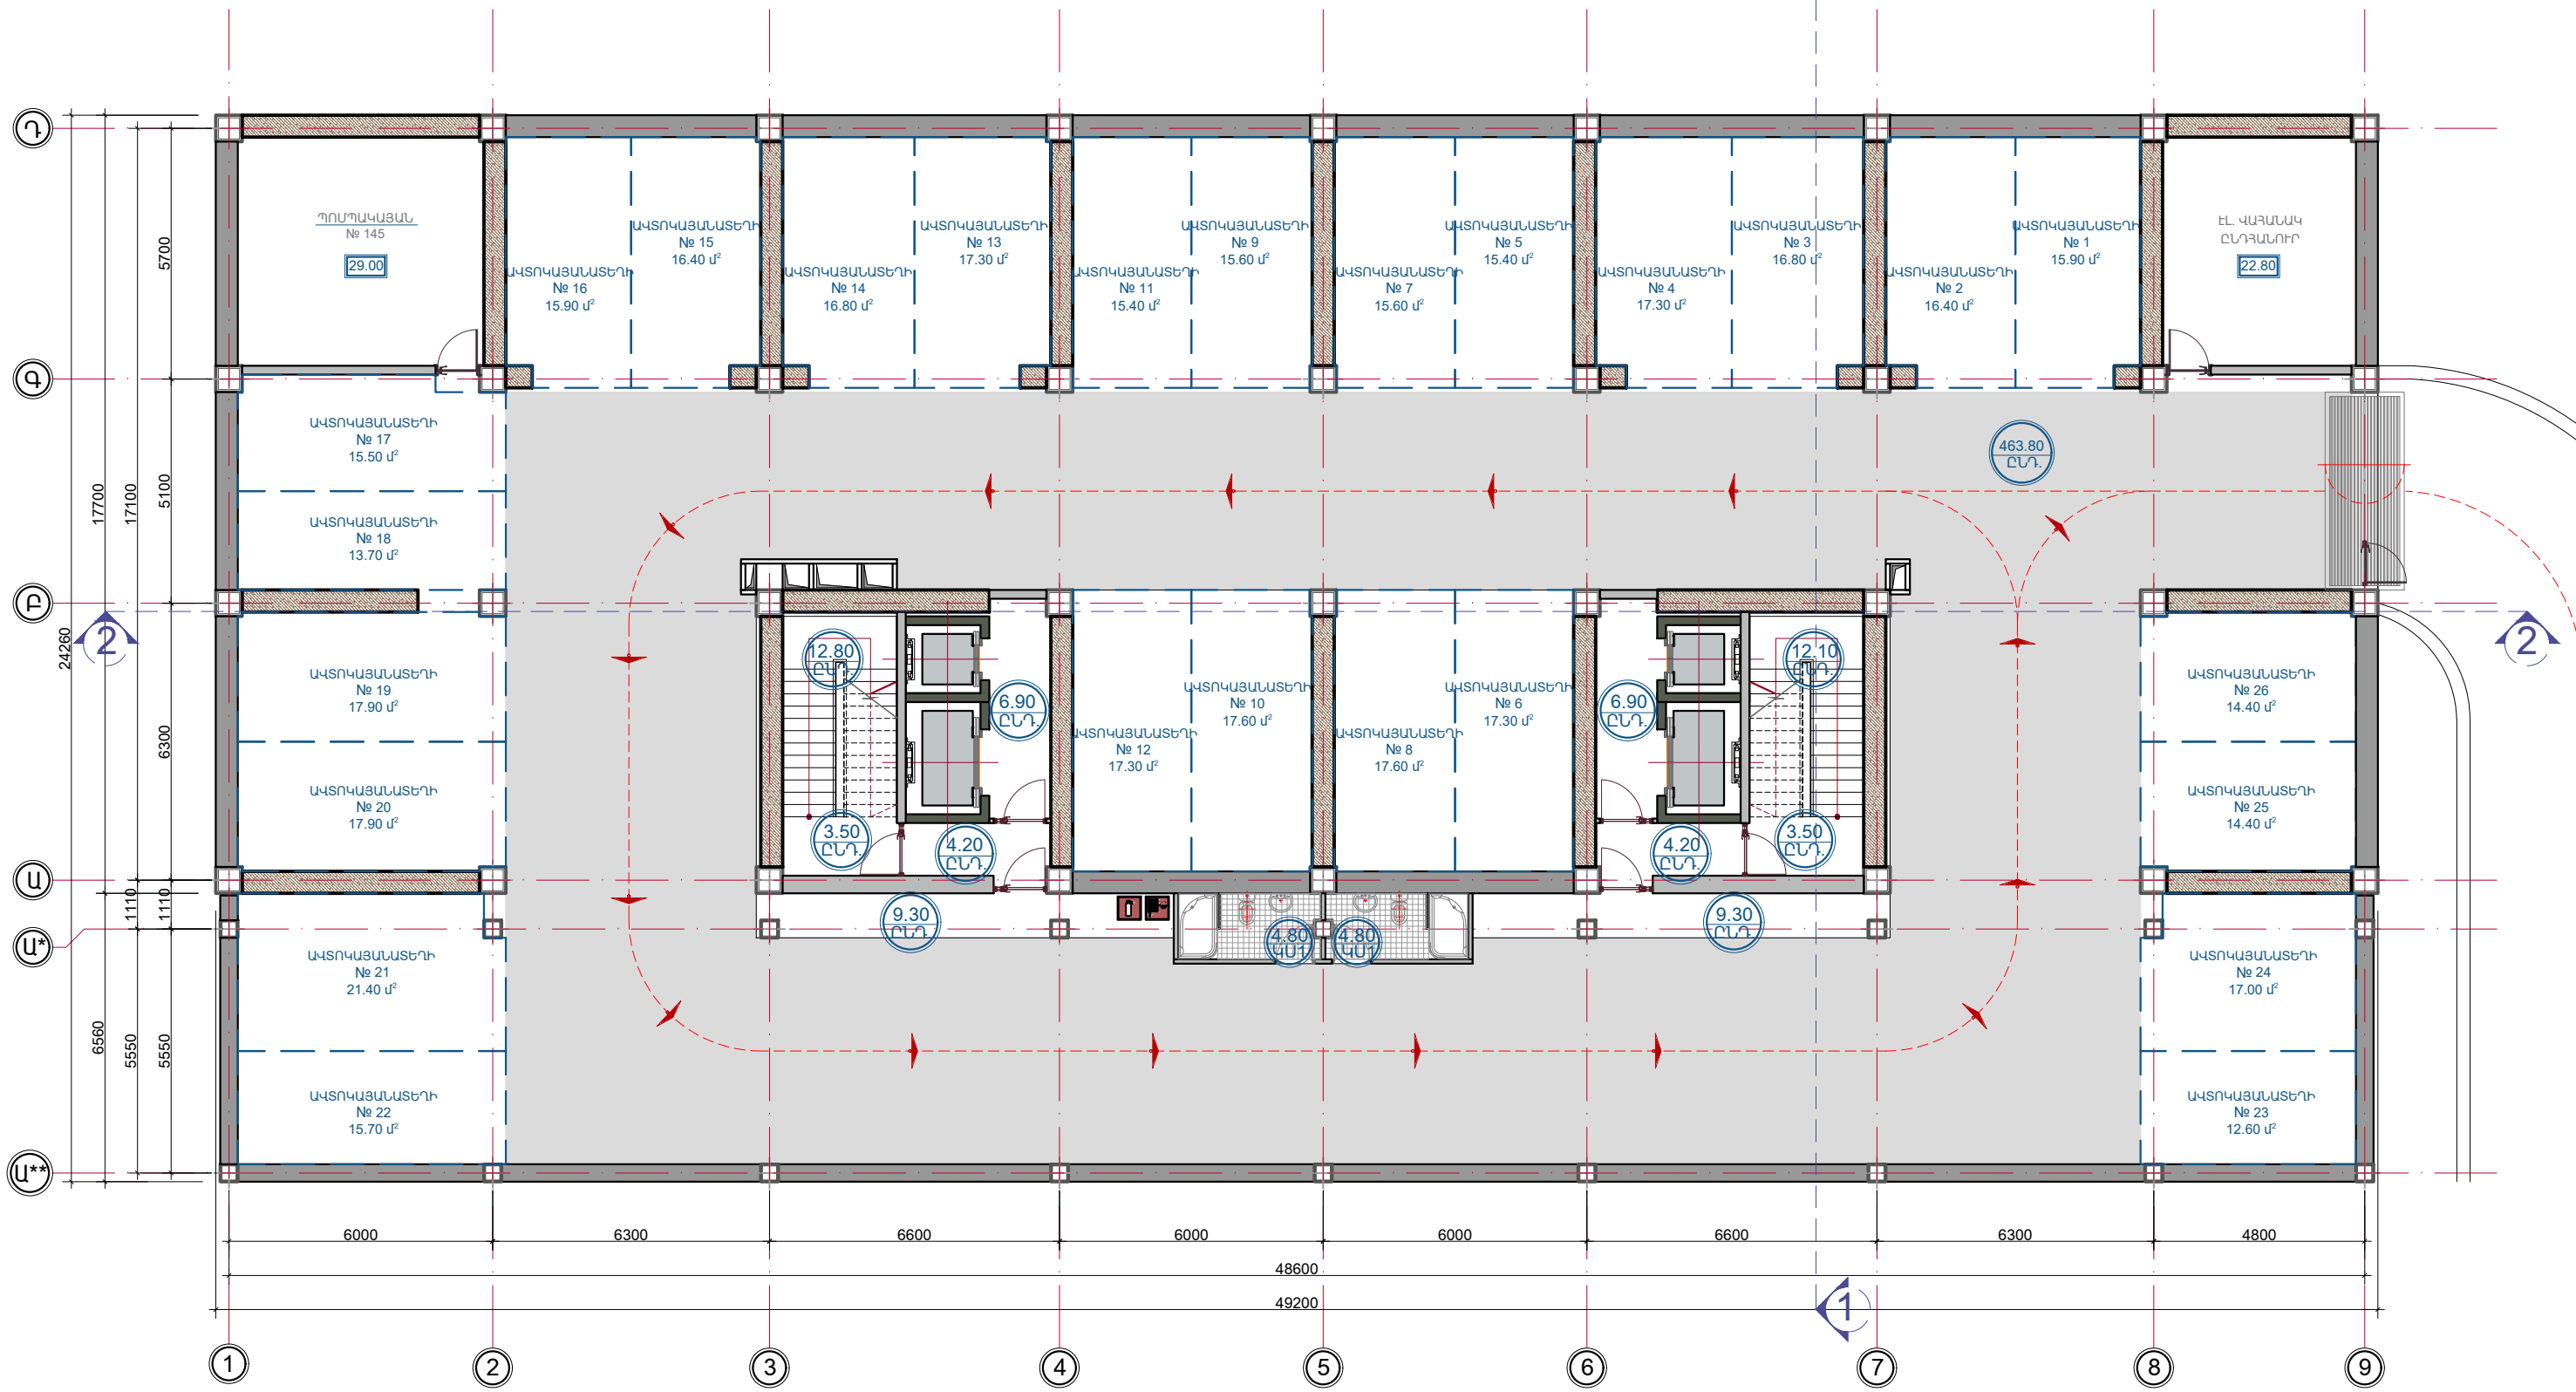 Դ
Գ
Բ
Ա
Ա*
Ա**
24260
17700
6560
17100
1110
5550
5700
5100
6300
1110
5550
ՊՈՄՊԱԿԱՅԱՆ
№ 145
29.00
ԱՎՏՈԿԱՅԱՆԱՏԵՂԻ
№ 16
15.90 մ²
ԱՎՏՈԿԱՅԱՆԱՏԵՂԻ
№ 15
16.40 մ²
ԱՎՏՈԿԱՅԱՆԱՏԵՂԻ
№ 14
16.80 մ²
ԱՎՏՈԿԱՅԱՆԱՏԵՂԻ
№ 13
17.30 մ²
ԱՎՏՈԿԱՅԱՆԱՏԵՂԻ
№ 11
15.40 մ²
ԱՎՏՈԿԱՅԱՆԱՏԵՂԻ
№ 9
15.60 մ²
ԱՎՏՈԿԱՅԱՆԱՏԵՂԻ
№ 7
15.60 մ²
ԱՎՏՈԿԱՅԱՆԱՏԵՂԻ
№ 5
15.40 մ²
ԱՎՏՈԿԱՅԱՆԱՏԵՂԻ
№ 4
17.30 մ²
ԱՎՏՈԿԱՅԱՆԱՏԵՂԻ
№ 3
16.80 մ²
ԱՎՏՈԿԱՅԱՆԱՏԵՂԻ
№ 2
16.40 մ²
ԱՎՏՈԿԱՅԱՆԱՏԵՂԻ
№ 1
15.90 մ²
ԷԼ. ՎԱՀԱՆԱԿ
ԸՆԴՀԱՆՈՒՐ
22.80
ԱՎՏՈԿԱՅԱՆԱՏԵՂԻ
№ 17
15.50 մ²
ԱՎՏՈԿԱՅԱՆԱՏԵՂԻ
№ 18
13.70 մ²
463.80
ԸՆԴ.
2
2
ԱՎՏՈԿԱՅԱՆԱՏԵՂԻ
№ 19
17.90 մ²
ԱՎՏՈԿԱՅԱՆԱՏԵՂԻ
№ 20
17.90 մ²
12.80
ԸՆԴ.
6.90
ԸՆԴ.
3.50
ԸՆԴ.
4.20
ԸՆԴ.
ԱՎՏՈԿԱՅԱՆԱՏԵՂԻ
№ 12
17.30 մ²
ԱՎՏՈԿԱՅԱՆԱՏԵՂԻ
№ 10
17.60 մ²
ԱՎՏՈԿԱՅԱՆԱՏԵՂԻ
№ 8
17.60 մ²
ԱՎՏՈԿԱՅԱՆԱՏԵՂԻ
№ 6
17.30 մ²
6.90
ԸՆԴ.
12.10
ԸՆԴ.
4.20
ԸՆԴ.
3.50
ԸՆԴ.
ԱՎՏՈԿԱՅԱՆԱՏԵՂԻ
№ 26
14.40 մ²
ԱՎՏՈԿԱՅԱՆԱՏԵՂԻ
№ 25
14.40 մ²
9.30
ԸՆԴ.
4.80
ԿՍ1
4.80
ԿՍ1
9.30
ԸՆԴ.
ԱՎՏՈԿԱՅԱՆԱՏԵՂԻ
№ 21
21.40 մ²
ԱՎՏՈԿԱՅԱՆԱՏԵՂԻ
№ 22
15.70 մ²
ԱՎՏՈԿԱՅԱՆԱՏԵՂԻ
№ 24
17.00 մ²
ԱՎՏՈԿԱՅԱՆԱՏԵՂԻ
№ 23
12.60 մ²
6000 6300 6600 6000 6000 6600 6300 4800
48600
49200
1
1 2 3 4 5 6 7 8 9